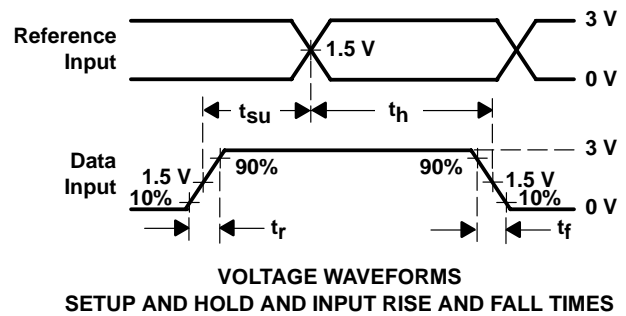 Reference
Input
3 V
1.5 V
0 V
tsu
th
Data
Input
3 V
1.5 V
10%
90%
90%
1.5 V
10%
0 V
tr
tf
VOLTAGE WAVEFORMS
SETUP AND HOLD AND INPUT RISE AND FALL TIMES